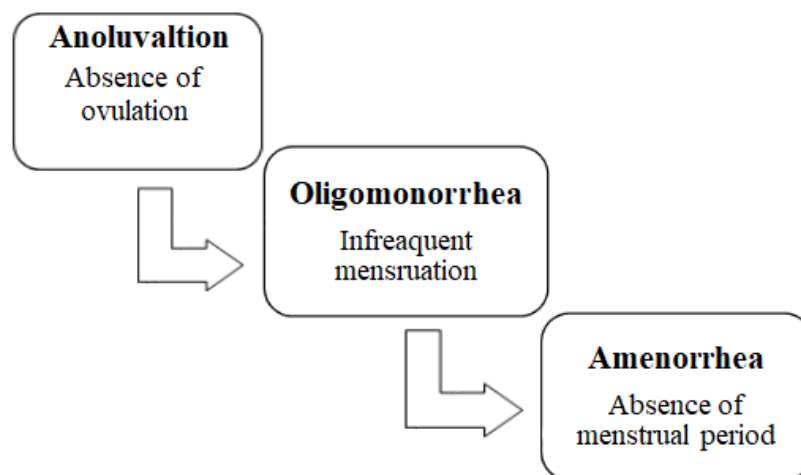 Anoluvaltion
Absence of
ovulation
Oligomonorrhea
Infreaquent
mensruation
Amenorrhea
Absence of
menstrual period